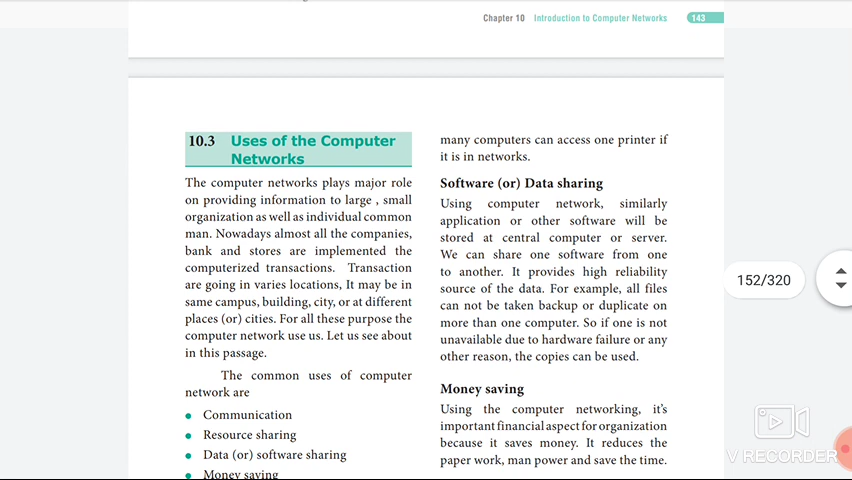 Chapter 10 Introduction to Computer Networks 143
10.3 Uses of the Computer
Networks
The computer networks plays major role
on providing information to large , small
organization as well as individual common
man. Nowadays almost all the companies,
bank and stores are implemented the
computerized transactions. Transaction
are going in varies locations, It may be in
same campus, building, city, or at different
places (or) cities. For all these purpose the
computer network use us. Let us see about
in this passage.
The common uses of computer
network are
Communication
Resource sharing
Data (or) software sharing
Money saving
many computers can access one printer if
it is in networks.
Software (or) Data sharing
Using computer network, similarly
application or other software will be
stored at central computer or server.
We can share one software from one
to another. It provides high reliability
source of the data. For example, all files
can not be taken backup or duplicate on
more than one computer. So if one is not
unavailable due to hardware failure or any
other reason, the copies can be used.
Money saving
Using the computer networking, it's
important financial aspect for organization
because it saves money. It reduces the
paper work, man power and save the time.
152/320
V RECORDER